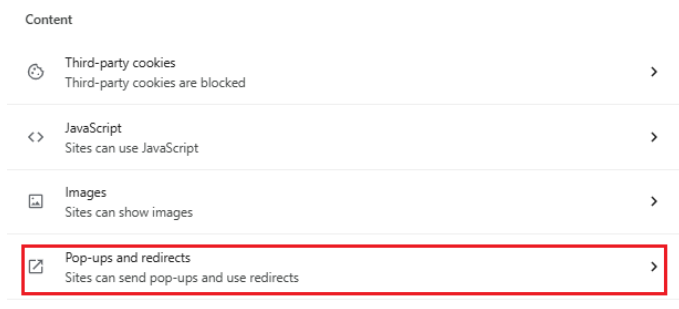 Content
Third-party cookies
Third-party cookies are blocked
JavaScript
Sites can use JavaScript
Images
Sites can show images
Pop-ups and redirects
Sites can send pop-ups and use redirects